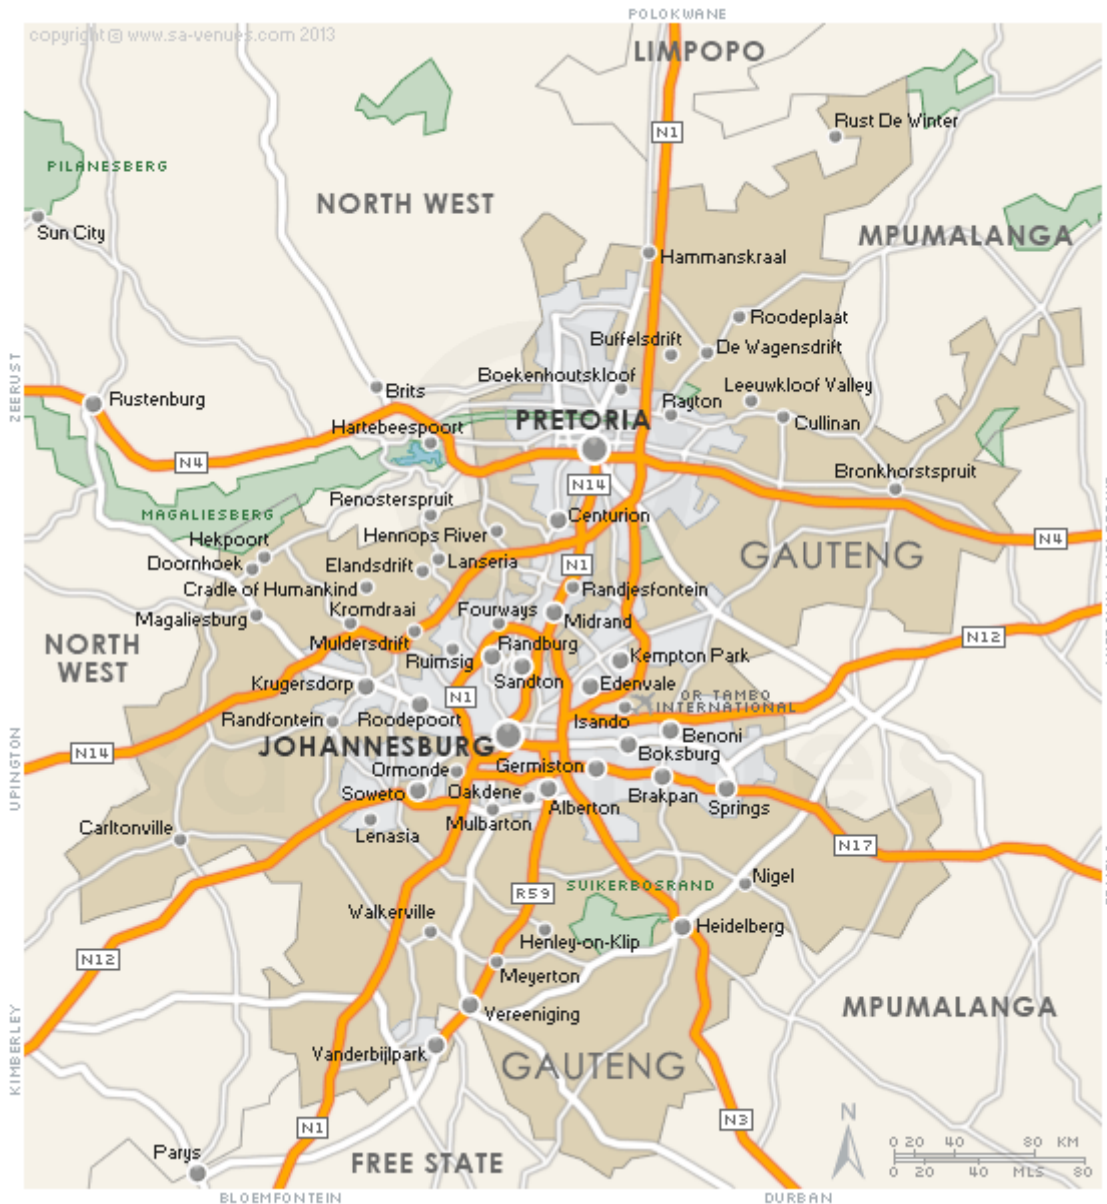 POLOKWANE
copyright © www.sa-venues.com 2013
LIMPOPO
N1
Rust De Winter
PILANESBERG
NORTH WEST
Sun City
MPUMALANGA
Hammanskraal
Roodeplaat
Buffelsdrift
De Wagensdrift
ZEERUST
Boekenhoutskloof
Leeuwkloof Valley
Brits
Rustenburg
Rayton
PRETORIA
Cullinan
Hartebeespoort
N4
Bronkhorstspruit
N14
Renosterspruit
MAGALIESBERG
Centurion
Hennops River
Hekpoort
N4
GAUTENG
Doornhoek
Elandsdrift
Lanseria
N1
Cradle of Humankind
Randjesfontein
Kromdraai
Fourways
Magaliesburg
Midrand
N12
NORTH
WEST
Muldersdrift
Randburg
Ruimsig
Kempton Park
Sandton
Krugersdorp
Edenvale
N1
OR TAMBO
INTERNATIONAL
Randfontein
Roodepoort
Isando
UPINGTON
Benoni
JOHANNESBURG
N14
Boksburg
Ormonde
Germiston
Soweto
Oakdene
Brakpan
Springs
Alberton
Mulbarton
Carltonville
Lenasia
N17
Nigel
SUIKERBOSRAND
R59
Walkerville
Heidelberg
Henley-on-Klip
N12
Meyerton
MPUMALANGA
KIMBERLEY
Vereeniging
Vanderbijlpark
GAUTENG
N
N1
N3
Parys
FREE STATE
0 20 40 80 KM
0 20 40 MLS 80
BLOEMFONTEIN
DURBAN